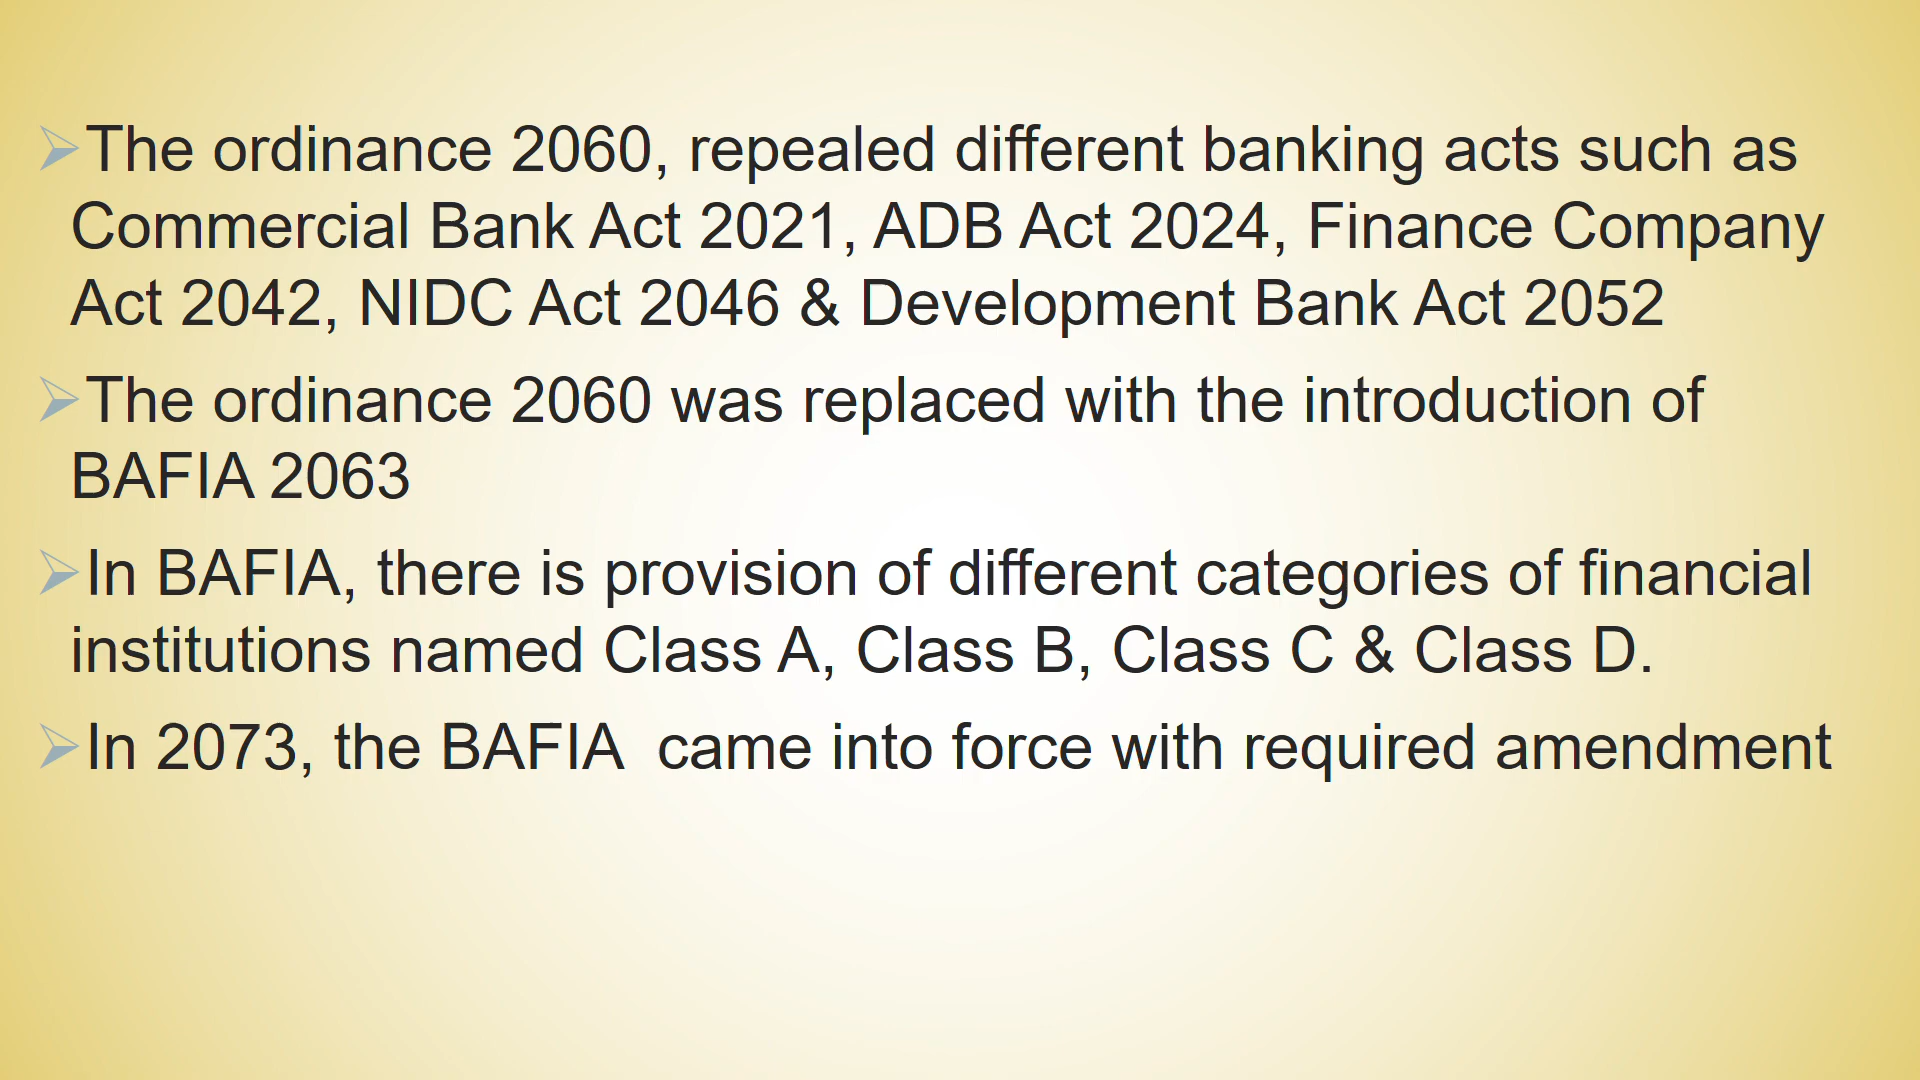 ➢The ordinance 2060, repealed different banking acts such as
Commercial Bank Act 2021, ADB Act 2024, Finance Company
Act 2042, NIDC Act 2046 & Development Bank Act 2052
➢The ordinance 2060 was replaced with the introduction of
BAFIA 2063
➢In BAFIA, there is provision of different categories of financial
institutions named Class A, Class B, Class C & Class D.
➢In 2073, the BAFIA  came into force with required amendment